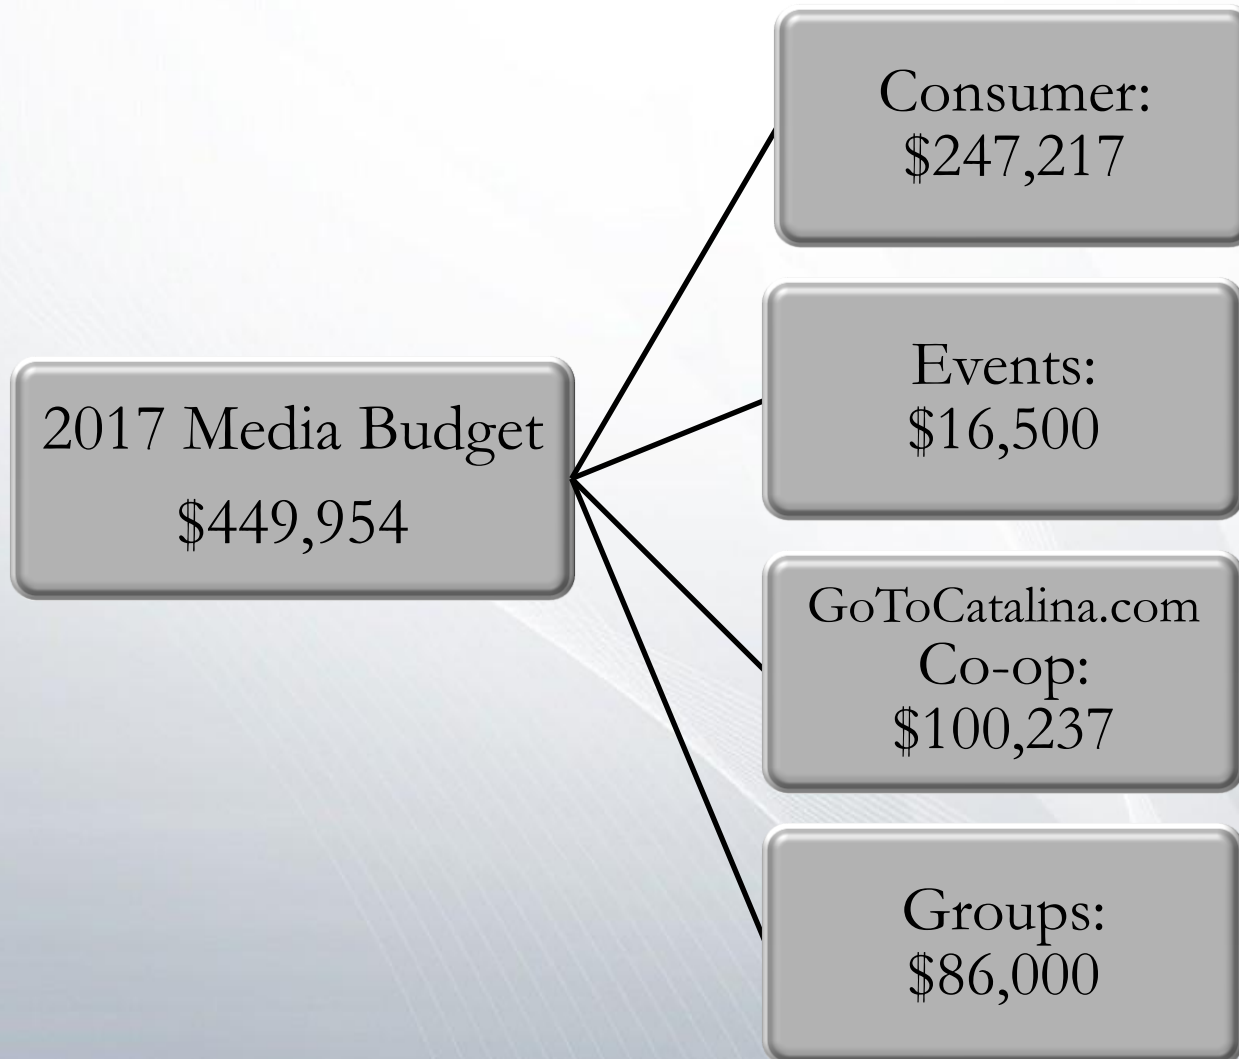 2017 Media Budget
$449,954
Consumer:
$247,217
Events:
$16,500
GoToCatalina.com
Co-op:
$100,237
Groups:
$86,000